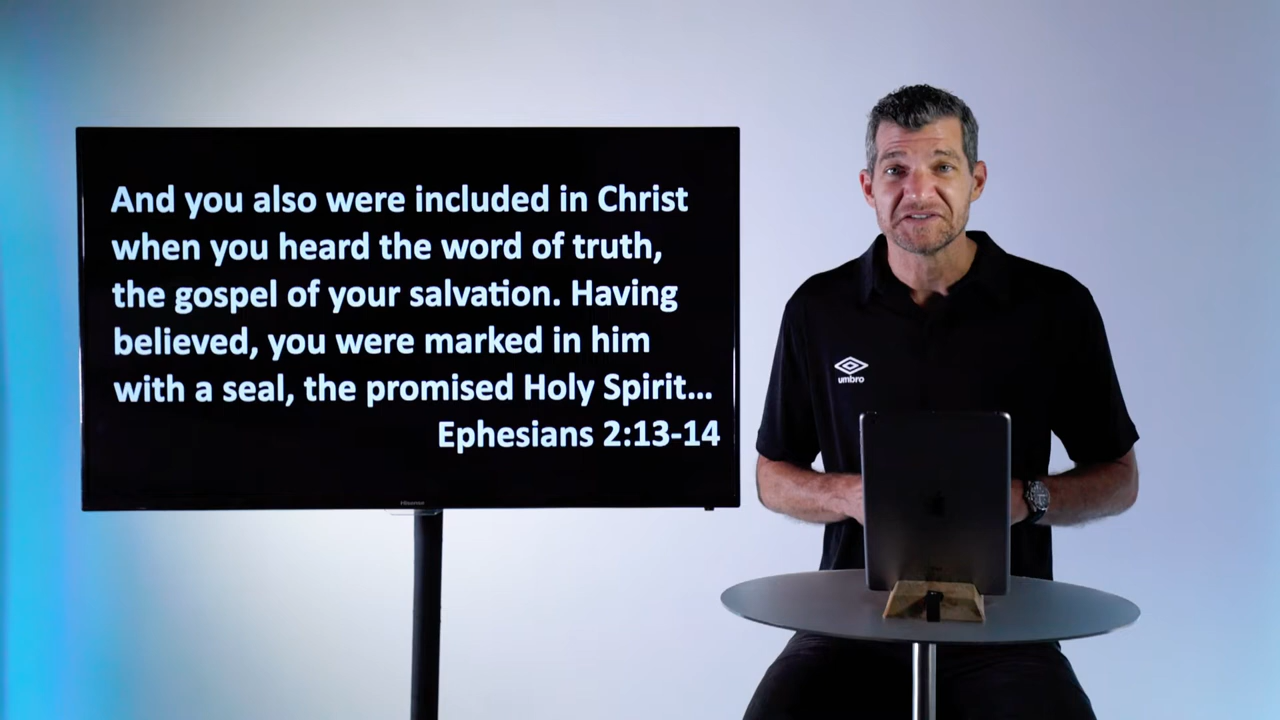 And you also were included in Christ
when you heard the word of truth,
the gospel of your salvation. Having
believed, you were marked in him
with a seal, the promised Holy Spirit...
Ephesians 2:13-14
Hisense
umbro